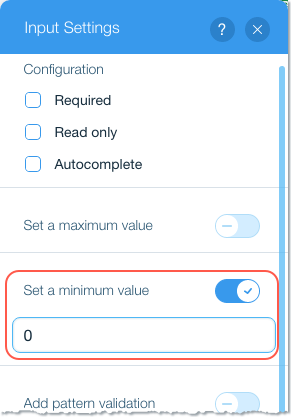 Input Settings
?
Configuration
Required
Read only
Autocomplete
Set a maximum value
Set a minimum value
0
Add pattern validation